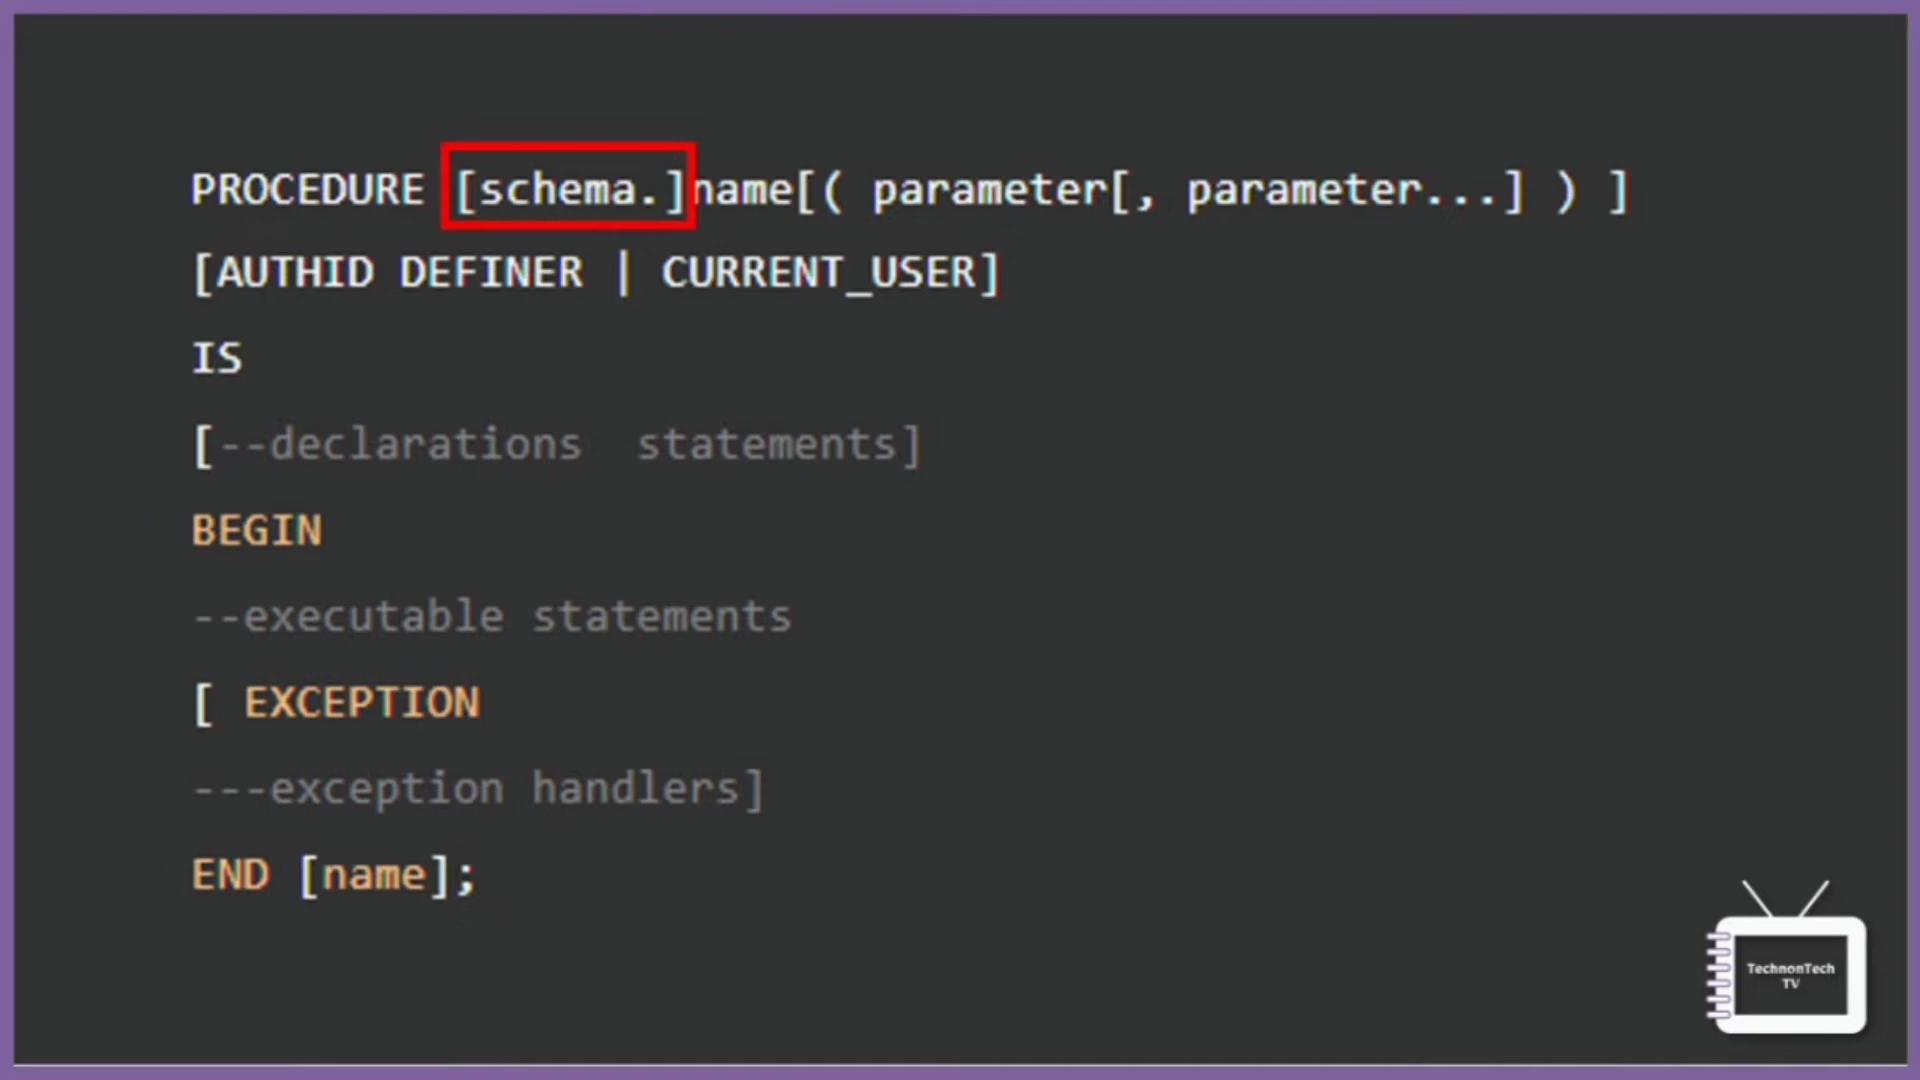 PROCEDURE [schema.]name[( parameter[, parameter...] ) ]
[AUTHID DEFINER | CURRENT_USER]
IS
[--declarations  statements]
BEGIN
--executable statements
[ EXCEPTION
---exception handlers]
END [name];
TechnonTech
TV